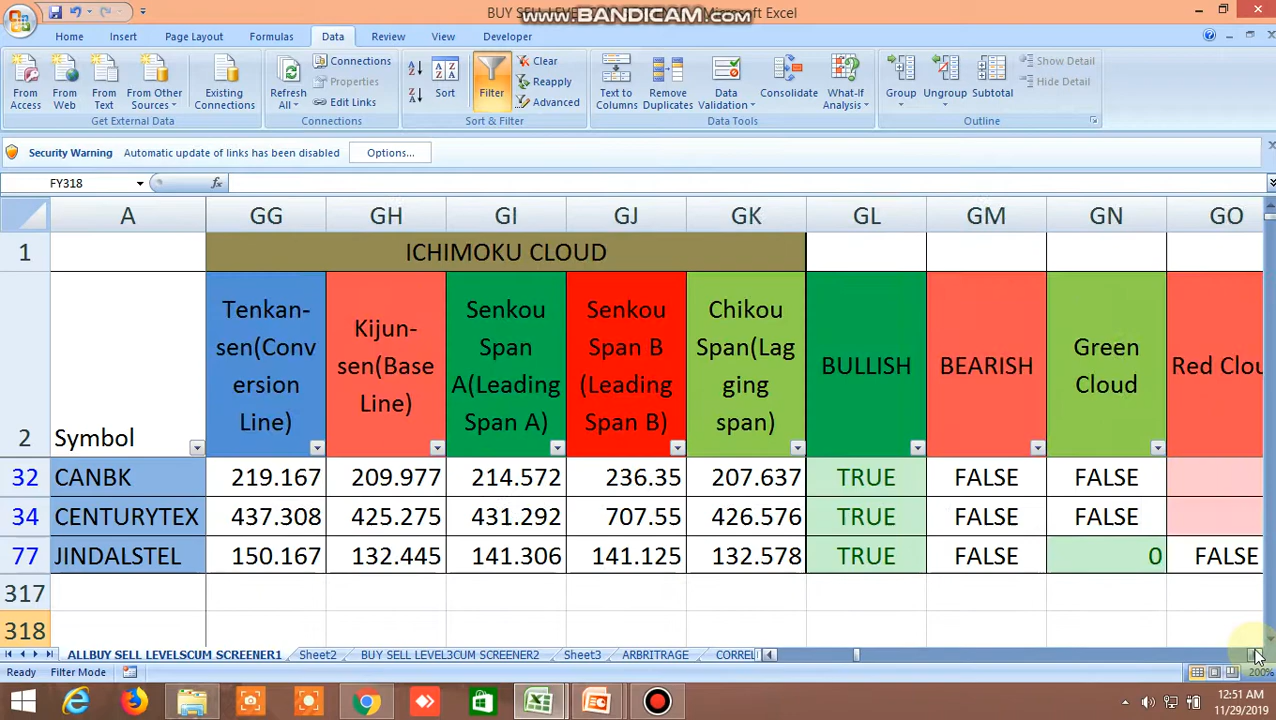 BUY SELL LEVE
www.BANDICAM.com
Microsoft Excel
Home Insert Page Layout Formulas Data Review View Developer
From Access
From Web
From Text
From Other Sources
Existing Connections
Refresh All
Connections
Properties
Edit Links
Sort
Filter
Clear
Reapply
Advanced
Text to Columns
Remove Duplicates
Data Validation
Consolidate
What-If Analysis
Group
Ungroup
Subtotal
Show Detail
Hide Detail
Get External Data Connections Sort & Filter Data Tools Outline
Security Warning Automatic update of links has been disabled Options...
FY318 fx
A GG GH GI GJ GK GL GM GN GO
1 ICHIMOKU CLOUD
2 Symbol
Tenkan-
sen(Conv
ersion
Line)
Kijun-
sen(Base
Line)
Senkou
Span
A(Leading
Span A)
Senkou
Span B
(Leading
Span B)
Chikou
Span(Lag
ging
span)
BULLISH
BEARISH
Green
Cloud
Red Clou
32 CANBK 219.167 209.977 214.572 236.35 207.637 TRUE FALSE FALSE
34 CENTURYTEX 437.308 425.275 431.292 707.55 426.576 TRUE FALSE FALSE
77 JINDALSTEL 150.167 132.445 141.306 141.125 132.578 TRUE FALSE 0 FALSE
317
318
ALLBUY SELL LEVELSCUM SCREENER1 Sheet2 BUY SELL LEVEL3CUM SCREENER2 Sheet3 ARBRITRAGE CORREL
Ready Filter Mode 200%
12:51 AM
11/29/2019